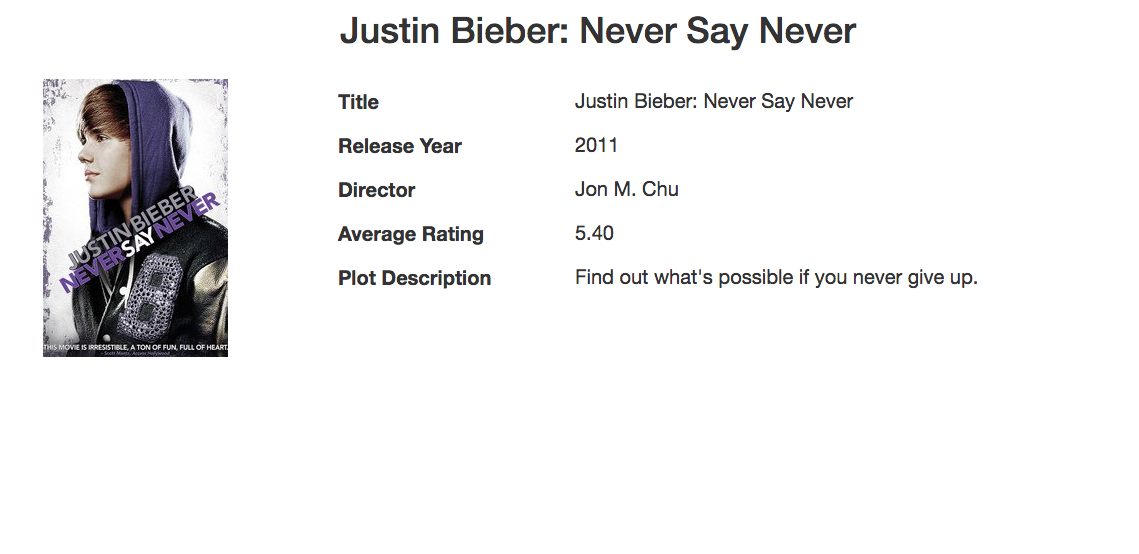 Justin Bieber: Never Say Never
JUSTIN BIEBER
NEVER SAY NEVER
8
THIS MOVIE IS IRRESISTIBLE, A TON OF FUN, FULL OF HEART.
– Scott Mantz, Access Hollywood
Title Justin Bieber: Never Say Never
Release Year 2011
Director Jon M. Chu
Average Rating 5.40
Plot Description Find out what's possible if you never give up.